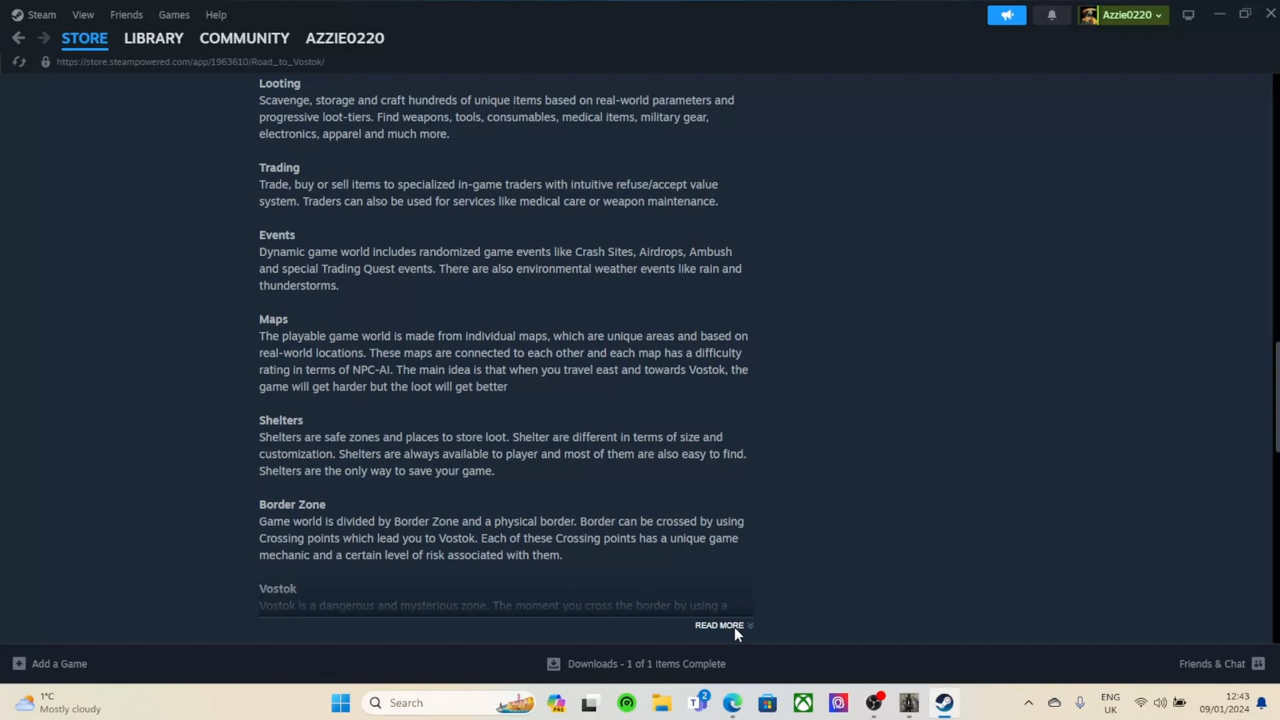 Steam View Friends Games Help Azzie0220
STORE LIBRARY COMMUNITY AZZIE0220
https://store.steampowered.com/app/1963610/Road_to_Vostok/
Looting
Scavenge, storage and craft hundreds of unique items based on real-world parameters and
progressive loot-tiers. Find weapons, tools, consumables, medical items, military gear,
electronics, apparel and much more.
Trading
Trade, buy or sell items to specialized in-game traders with intuitive refuse/accept value
system. Traders can also be used for services like medical care or weapon maintenance.
Events
Dynamic game world includes randomized game events like Crash Sites, Airdrops, Ambush
and special Trading Quest events. There are also environmental weather events like rain and
thunderstorms.
Maps
The playable game world is made from individual maps, which are unique areas and based on
real-world locations. These maps are connected to each other and each map has a difficulty
rating in terms of NPC-AI. The main idea is that when you travel east and towards Vostok, the
game will get harder but the loot will get better
Shelters
Shelters are safe zones and places to store loot. Shelter are different in terms of size and
customization. Shelters are always available to player and most of them are also easy to find.
Shelters are the only way to save your game.
Border Zone
Game world is divided by Border Zone and a physical border. Border can be crossed by using
Crossing points which lead you to Vostok. Each of these Crossing points has a unique game
mechanic and a certain level of risk associated with them.
Vostok
Vostok is a dangerous and mysterious zone. The moment you cross the border by using a
READ MORE
Add a Game Downloads - 1 of 1 Items Complete Friends & Chat
1°C
Mostly cloudy
Search
PRE
2
ENG
UK
12:43
09/01/2024